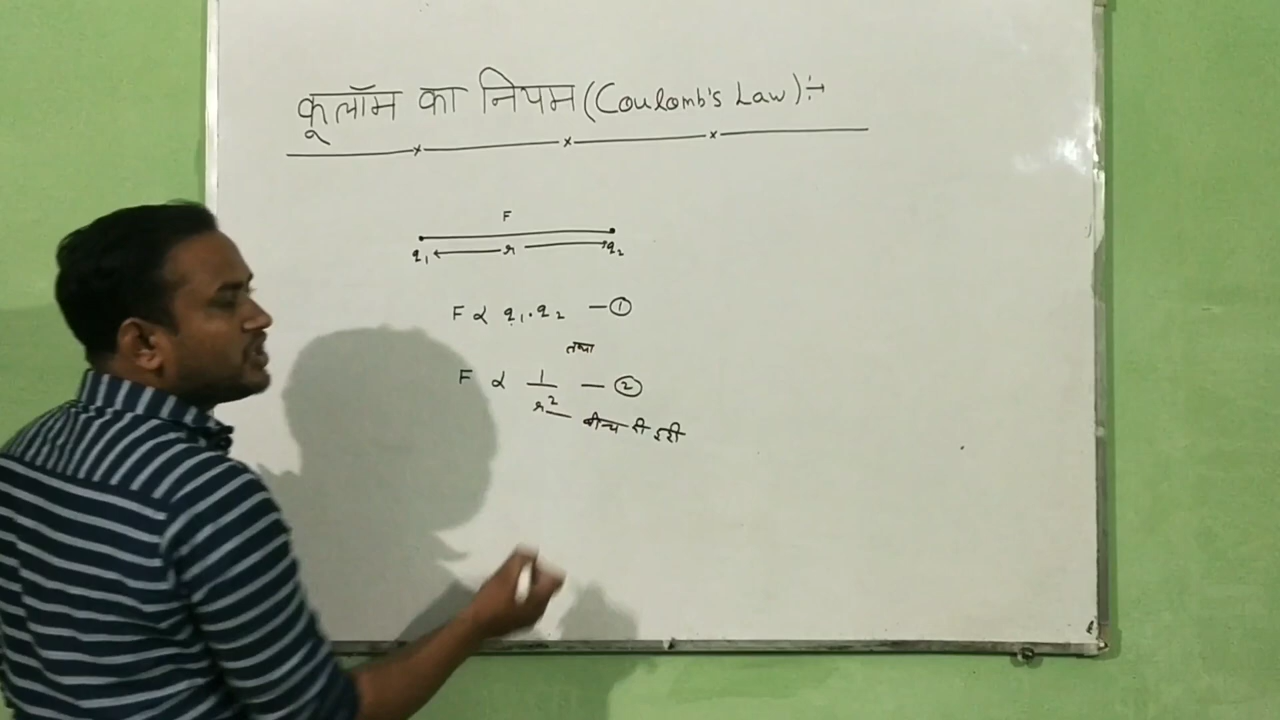 कूलॉम का नियम (Coulomb's Law) :-
F
q₁ r q₂
F ∝ q₁.q₂ — ①
तथा
F ∝ 1/r² — ②
बीच की दूरी